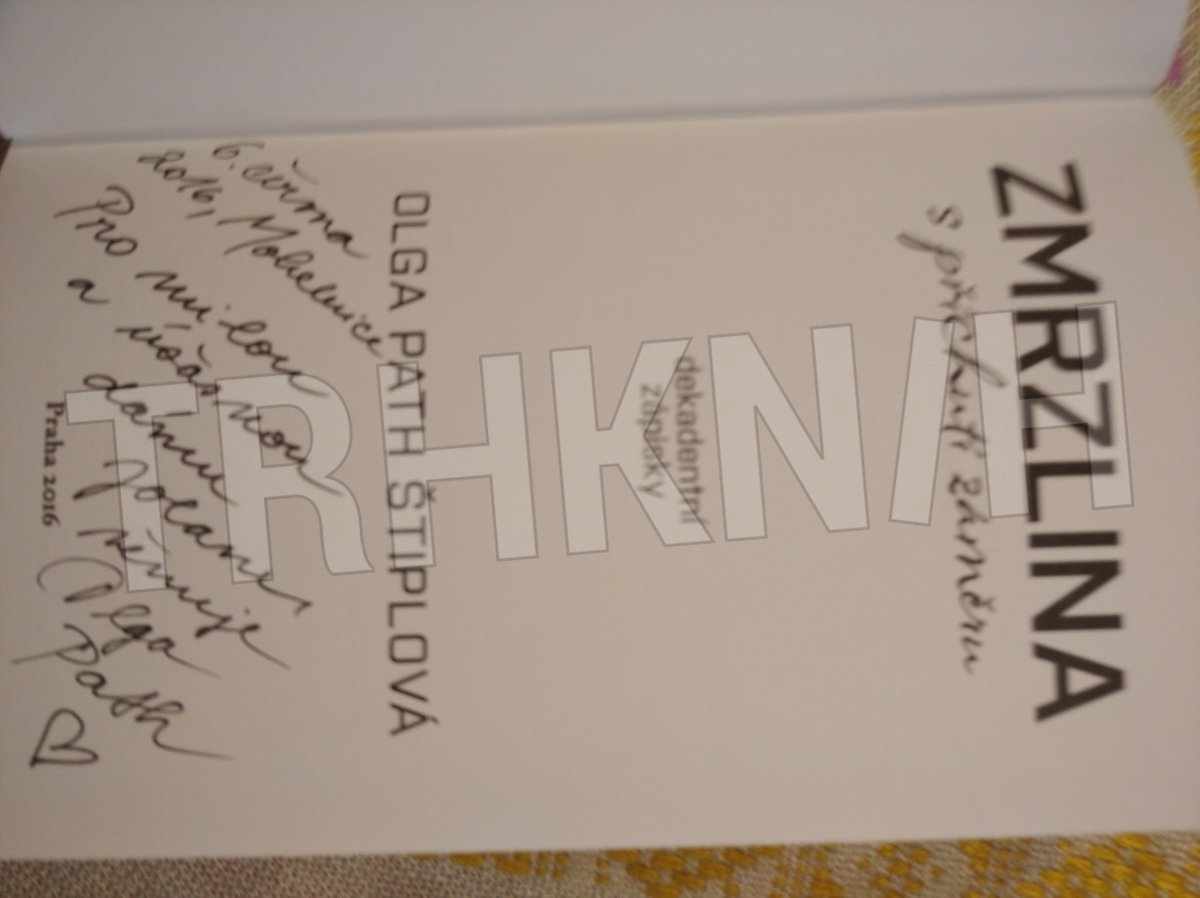 ZMRZLINA
s příchutí záměru
dekadentní
zápisky
OLGA PATH ŠTIPLOVÁ
6. června
2016, Mohelnice
Pro milou
a úžasnou
dámu
Jolanu
věnuje
Olga
Path
Praha 2016
TRHKNIH